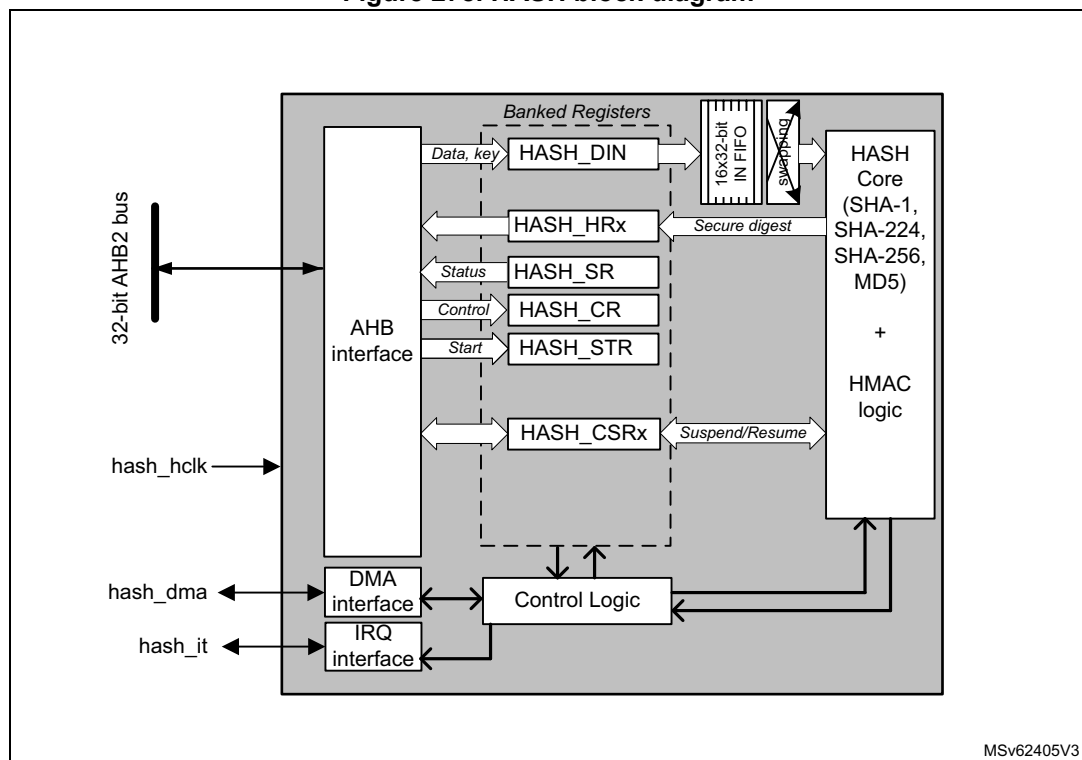 Banked Registers
Data, key
HASH_DIN
16x32-bit
IN FIFO
swapping
HASH
Core
(SHA-1,
SHA-224,
SHA-256,
MD5)
+
HMAC
logic
HASH_HRx
Secure digest
32-bit AHB2 bus
AHB
interface
Status
HASH_SR
Control
HASH_CR
Start
HASH_STR
HASH_CSRx
Suspend/Resume
hash_hclk
hash_dma
DMA
interface
Control Logic
hash_it
IRQ
interface
MSv62405V3